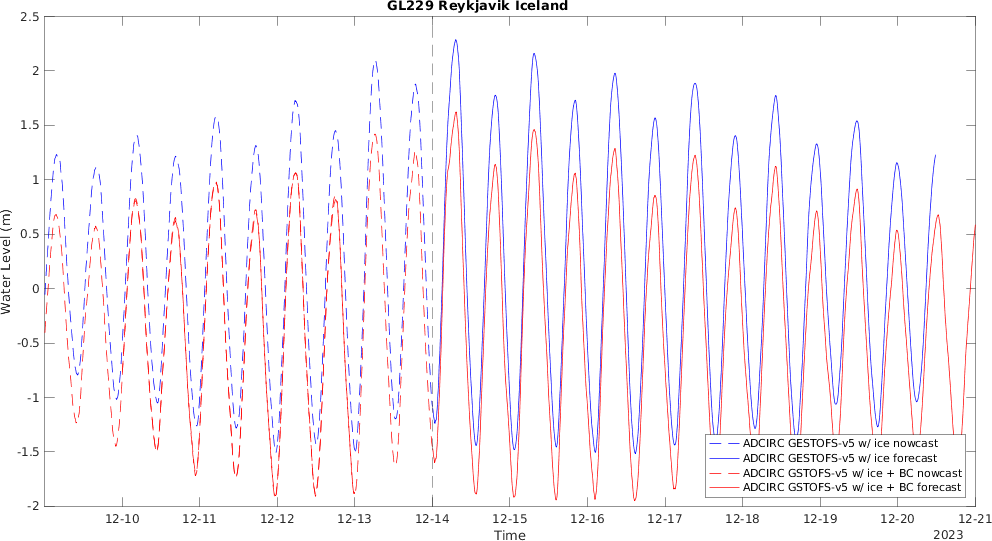 GL229 Reykjavik Iceland
2.5
2
1.5
1
0.5
0
-0.5
-1
-1.5
-2
Water Level (m)
ADCIRC GESTOFS-v5 w/ ice nowcast
ADCIRC GESTOFS-v5 w/ ice forecast
ADCIRC GSTOFS-v5 w/ ice + BC nowcast
ADCIRC GSTOFS-v5 w/ ice + BC forecast
12-10 12-11 12-12 12-13 12-14 12-15 12-16 12-17 12-18 12-19 12-20 12-21
Time
2023